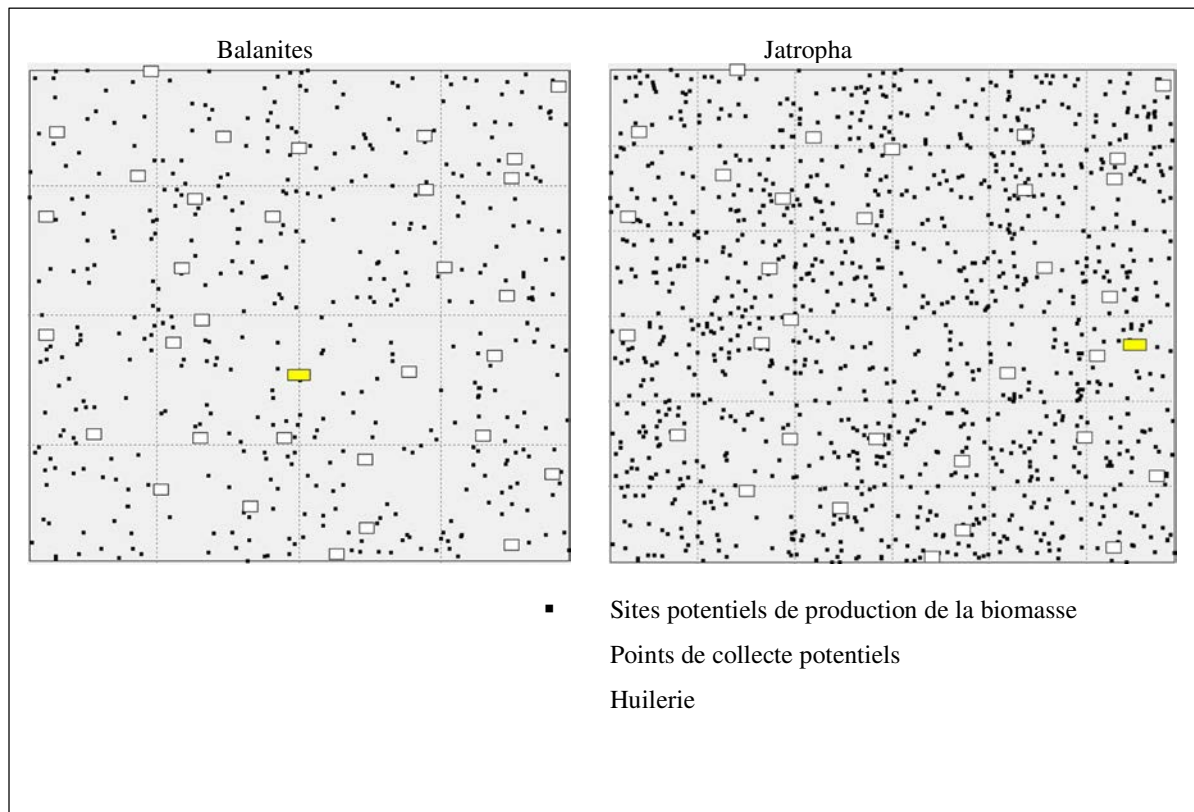 Balanites
Jatropha
Sites potentiels de production de la biomasse
Points de collecte potentiels
Huilerie